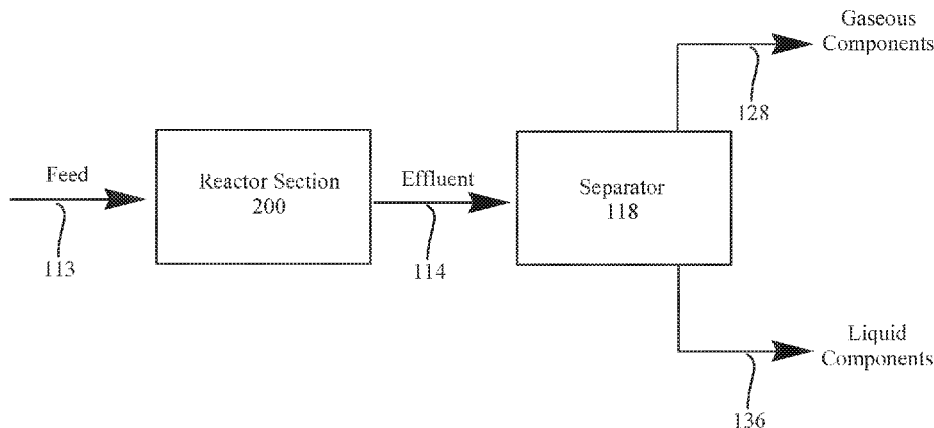 Gaseous
Components
128
Feed
Reactor Section
200
Effluent
Separator
118
113
114
Liquid
Components
136